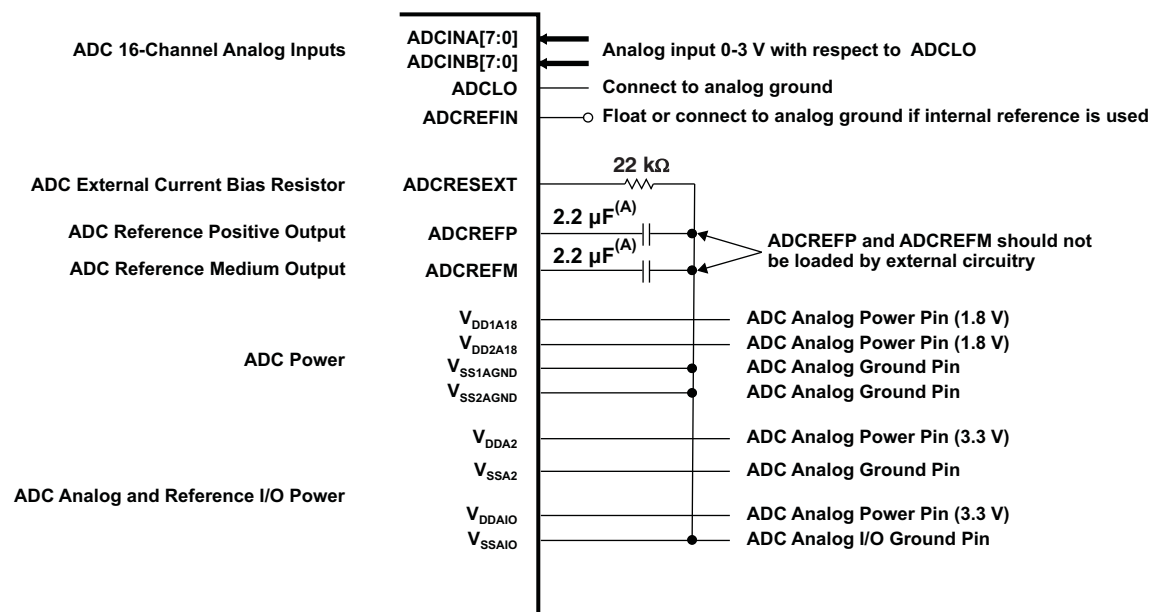 ADC 16-Channel Analog Inputs
ADCINA[7:0]
ADCINB[7:0]
Analog input 0-3 V with respect to ADCLO
ADCLO
Connect to analog ground
ADCREFIN
Float or connect to analog ground if internal reference is used
22 kΩ
ADC External Current Bias Resistor
ADCRESEXT
2.2 µF(A)
ADC Reference Positive Output
ADCREFP
2.2 µF(A)
ADC Reference Medium Output
ADCREFM
ADCREFP and ADCREFM should not
be loaded by external circuitry
ADC Power
VDD1A18
ADC Analog Power Pin (1.8 V)
VDD2A18
ADC Analog Power Pin (1.8 V)
VSS1AGND
ADC Analog Ground Pin
VSS2AGND
ADC Analog Ground Pin
ADC Analog and Reference I/O Power
VDDA2
ADC Analog Power Pin (3.3 V)
VSSA2
ADC Analog Ground Pin
VDDAIO
ADC Analog Power Pin (3.3 V)
VSSAIO
ADC Analog I/O Ground Pin